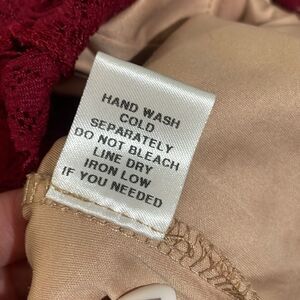 HAND WASH
COLD
SEPARATELY
DO NOT BLEACH
LINE DRY
IRON LOW
IF YOU NEEDED